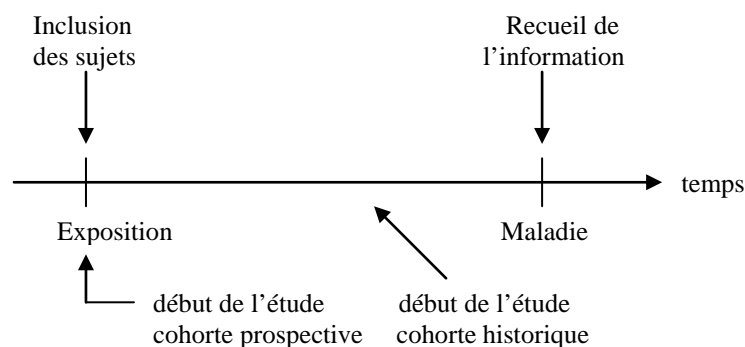 Inclusion
des sujets
Recueil de
l’information
temps
Exposition
Maladie
début de l’étude
cohorte prospective
début de l’étude
cohorte historique